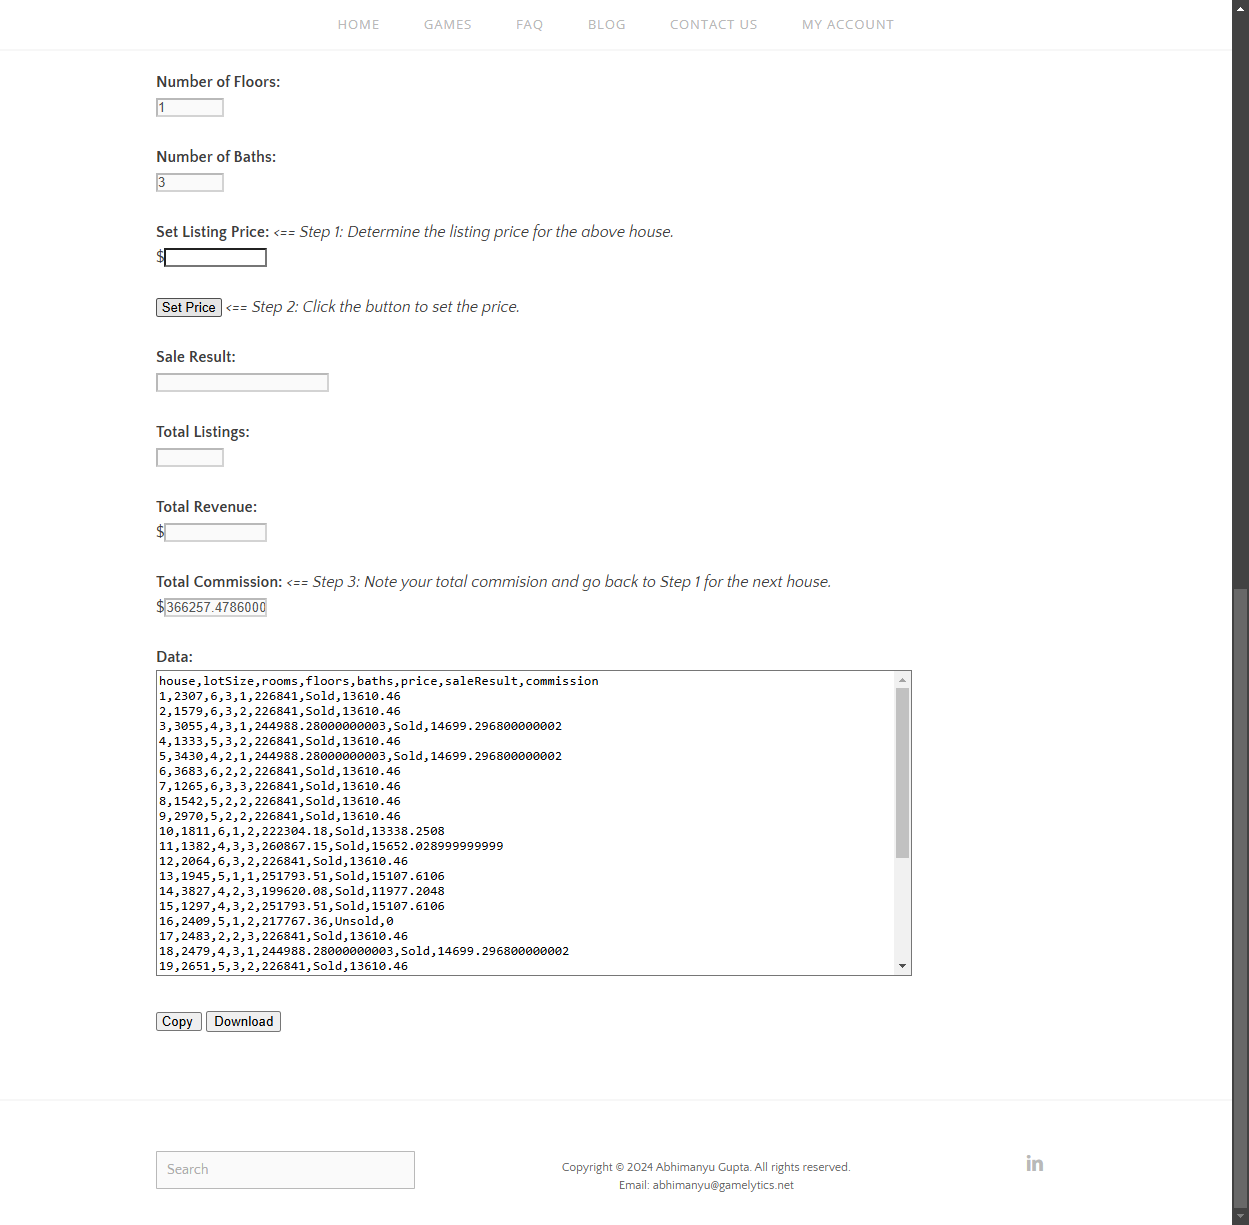 HOME GAMES FAQ BLOG CONTACT US MY ACCOUNT
Number of Floors:
1
Number of Baths:
3
Set Listing Price: <== Step 1: Determine the listing price for the above house.
$
Set Price <== Step 2: Click the button to set the price.
Sale Result:
Total Listings:
Total Revenue:
$
Total Commission: <== Step 3: Note your total commision and go back to Step 1 for the next house.
$366257.4786000
Data:
house,lotSize,rooms,floors,baths,price,saleResult,commission
1,2307,6,3,1,226841,Sold,13610.46
2,1579,6,3,2,226841,Sold,13610.46
3,3055,4,3,1,244988.28000000003,Sold,14699.296800000002
4,1333,5,3,2,226841,Sold,13610.46
5,3430,4,2,1,244988.28000000003,Sold,14699.296800000002
6,3683,6,2,2,226841,Sold,13610.46
7,1265,6,3,3,226841,Sold,13610.46
8,1542,5,2,2,226841,Sold,13610.46
9,2970,5,2,2,226841,Sold,13610.46
10,1811,6,1,2,222304.18,Sold,13338.2508
11,1382,4,3,3,260867.15,Sold,15652.028999999999
12,2064,6,3,2,226841,Sold,13610.46
13,1945,5,1,1,251793.51,Sold,15107.6106
14,3827,4,2,3,199620.08,Sold,11977.2048
15,1297,4,3,2,251793.51,Sold,15107.6106
16,2409,5,1,2,217767.36,Unsold,0
17,2483,2,2,3,226841,Sold,13610.46
18,2479,4,3,1,244988.28000000003,Sold,14699.296800000002
19,2651,5,3,2,226841,Sold,13610.46
Copy Download
Search
Copyright © 2024 Abhimanyu Gupta. All rights reserved.
Email: abhimanyu@gamelytics.net
in